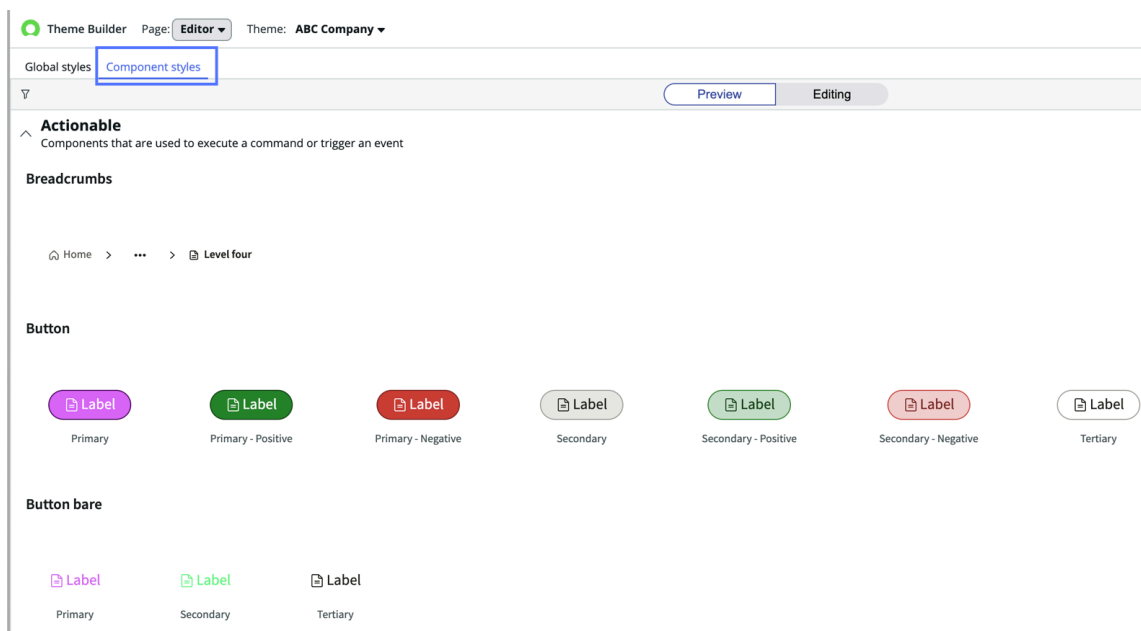 Theme Builder Page: Editor Theme: ABC Company
Global styles Component styles
Preview Editing
Actionable
Components that are used to execute a command or trigger an event
Breadcrumbs
Home > ••• > Level four
Button
Label Label Label Label Label Label Label
Primary Primary - Positive Primary - Negative Secondary Secondary - Positive Secondary - Negative Tertiary
Button bare
Label Label Label
Primary Secondary Tertiary